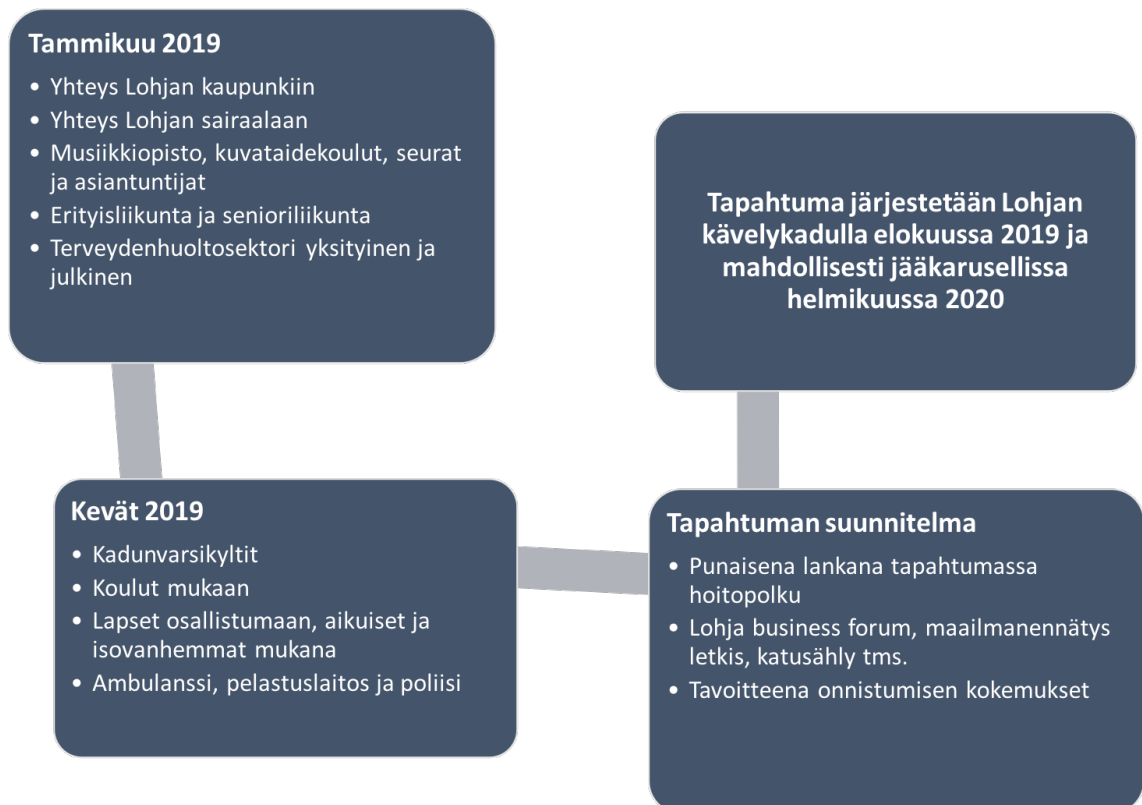 Tammikuu 2019
• Yhteys Lohjan kaupunkiin
• Yhteys Lohjan sairaalaan
• Musiikkiopisto, kuvataidekoulut, seurat
ja asiantuntijat
• Erityisliikunta ja senioriliikunta
• Terveydenhuoltosektori yksityinen ja
julkinen
Kevät 2019
• Kadunvarsikyltit
• Koulut mukaan
• Lapset osallistumaan, aikuiset ja
isovanhemmat mukana
• Ambulanssi, pelastuslaitos ja poliisi
Tapahtuman suunnitelma
• Punaisena lankana tapahtumassa
hoitopolku
• Lohja business forum, maailmanennätys
letkis, katusähly tms.
• Tavoitteena onnistumisen kokemukset
Tapahtuma järjestetään Lohjan
kävelykadulla elokuussa 2019 ja
mahdollisesti jääkarusellissa
helmikuussa 2020